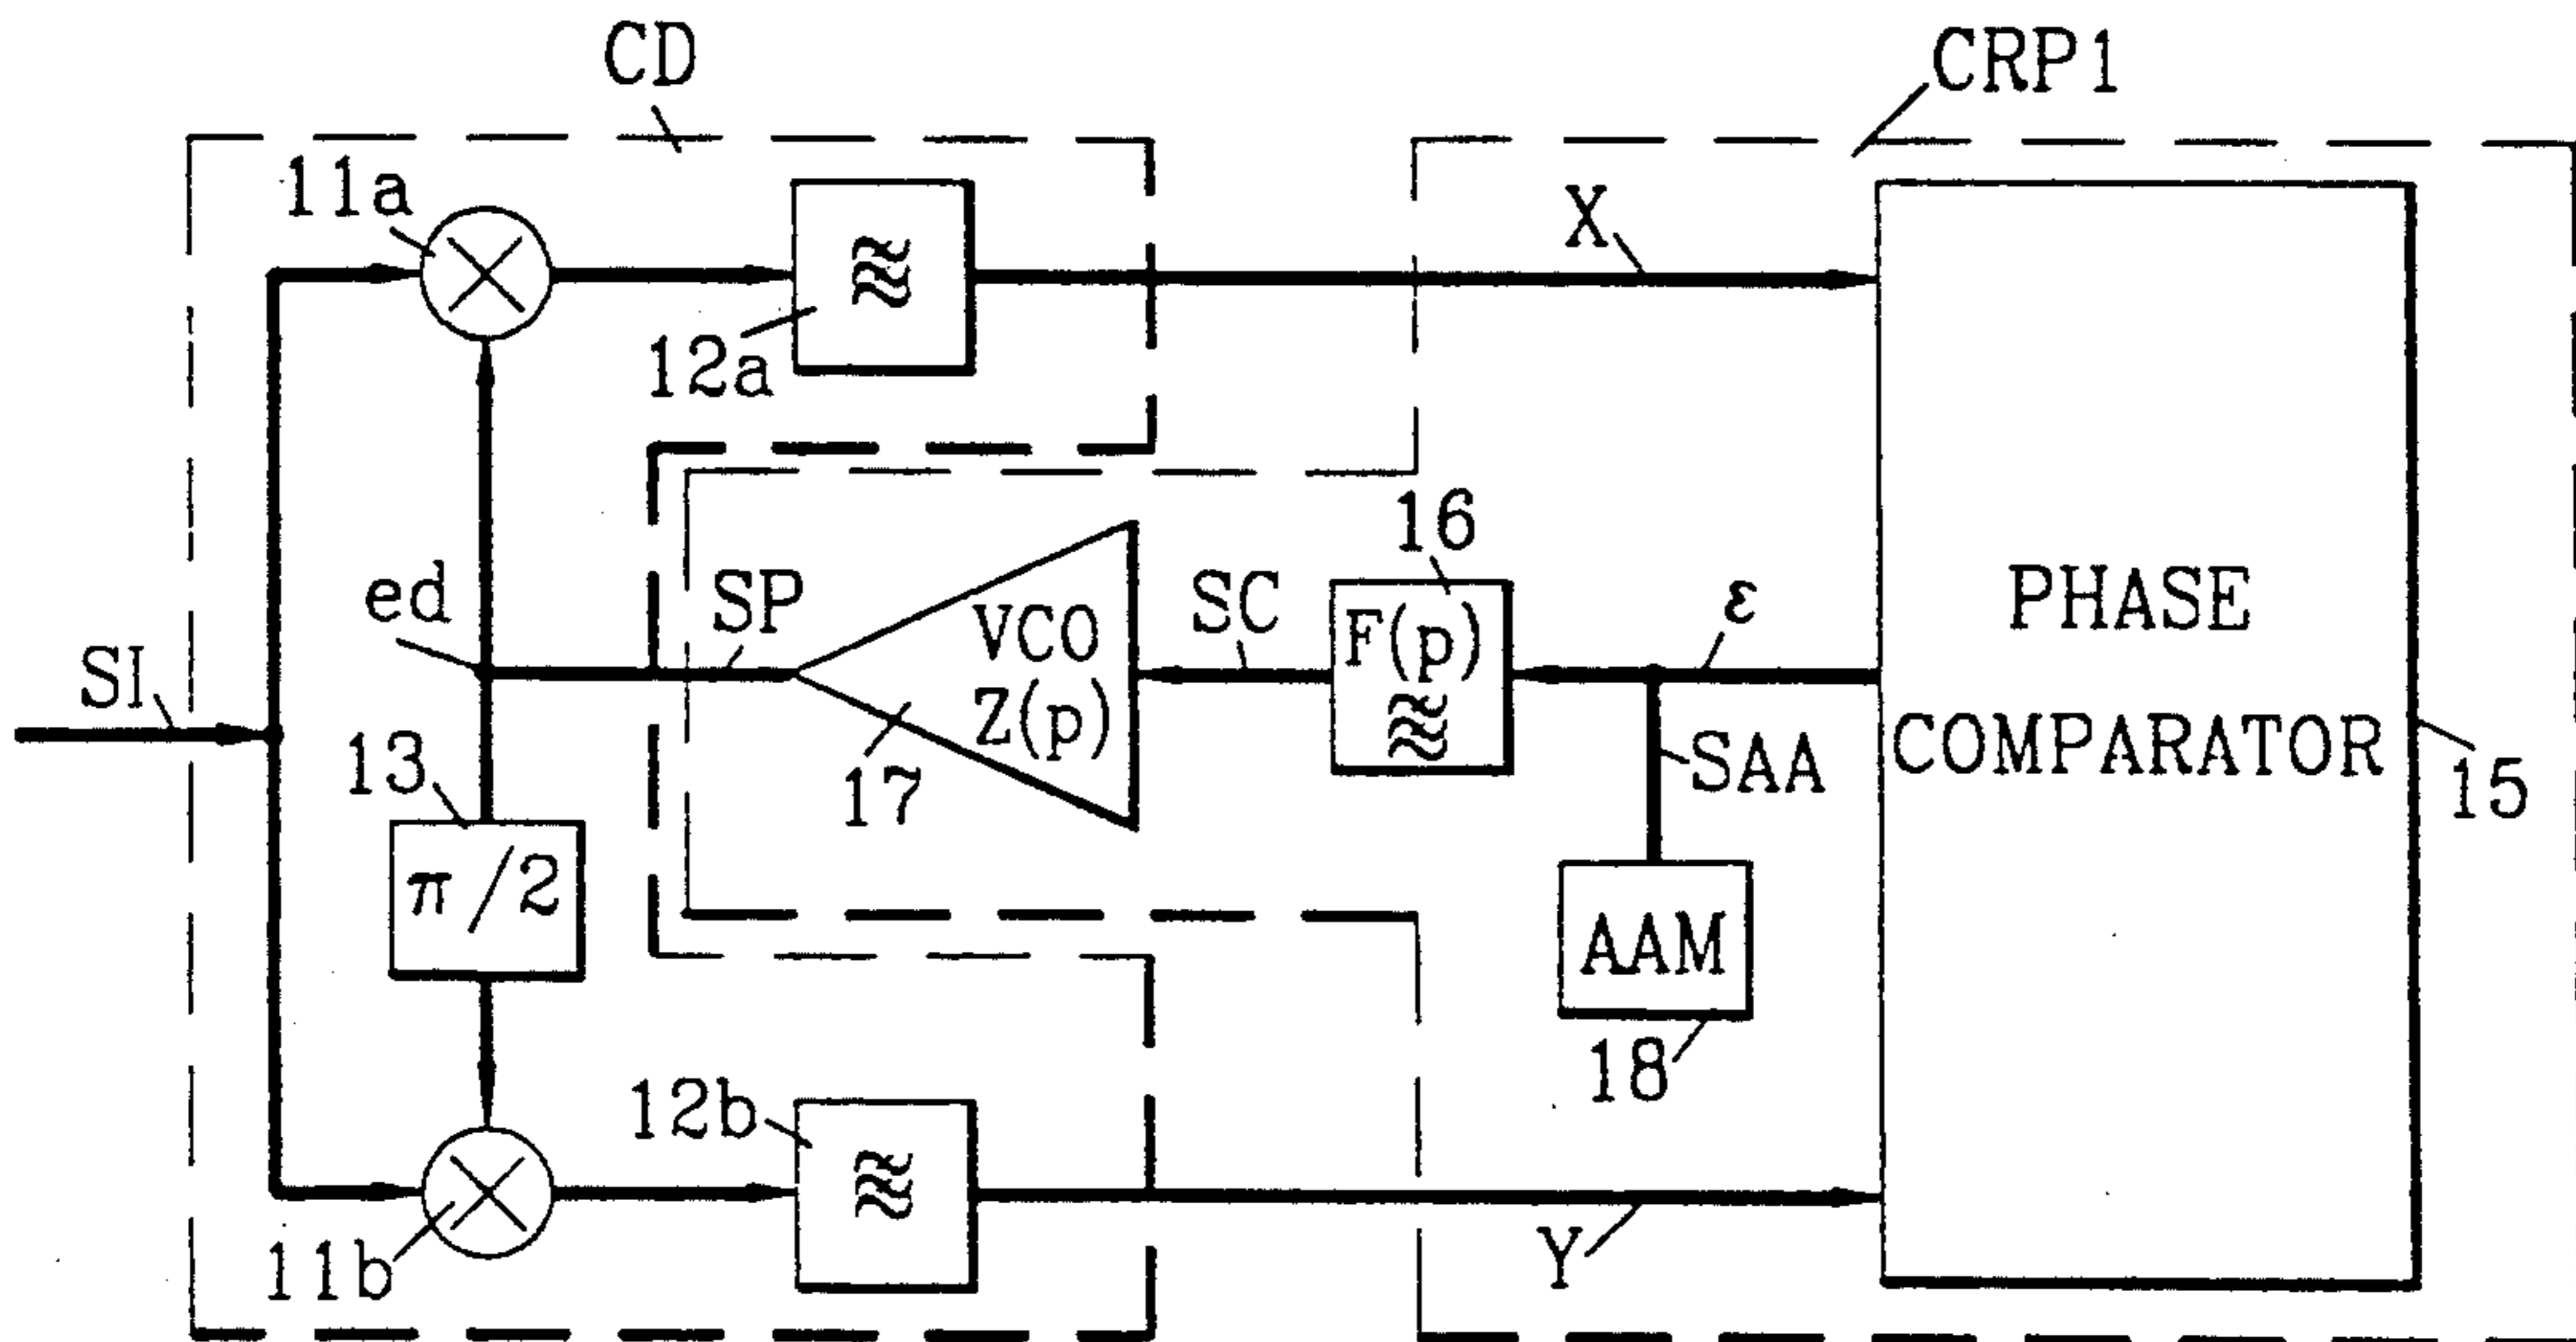 CD
CRP1
11a
12a
X
16
ed
SP
VCO
Z(p)
SC
F(p)
ε
PHASE
COMPARATOR
SI
13
17
SAA
15
π/2
AAM
18
12b
11b
Y